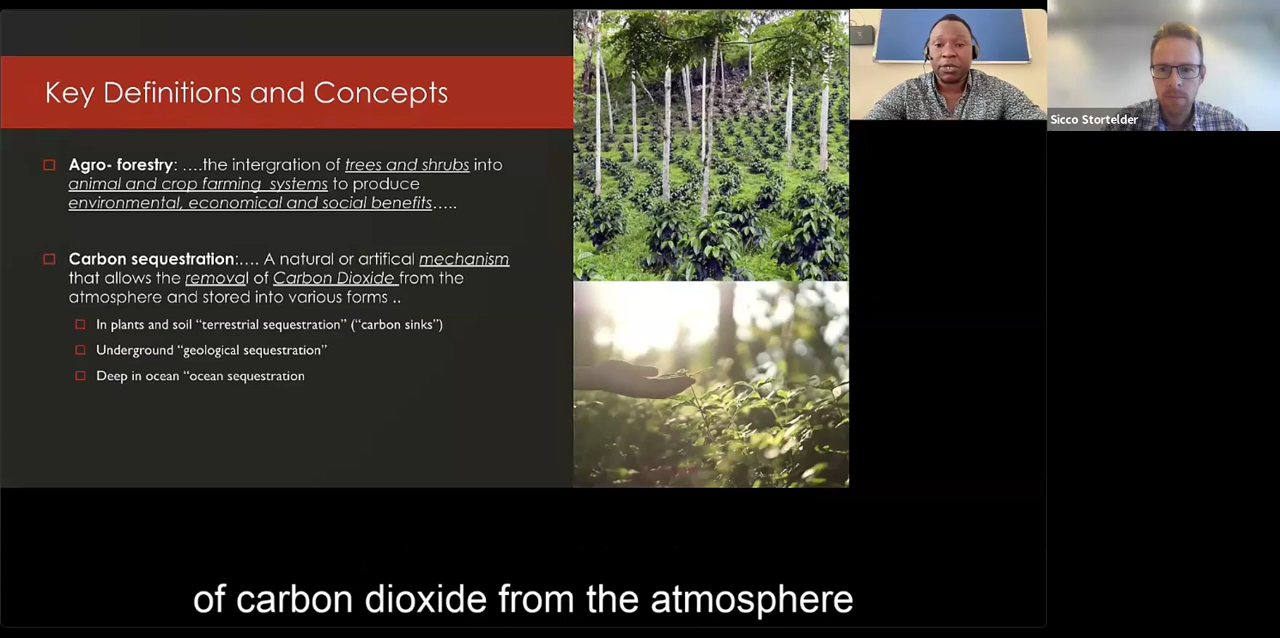 Key Definitions and Concepts
Agro- forestry: ….the intergration of trees and shrubs into
animal and crop farming systems to produce
environmental, economical and social benefits…..
Carbon sequestration:…. A natural or artifical mechanism
that allows the removal of Carbon Dioxide from the
atmosphere and stored into various forms ..
In plants and soil “terrestrial sequestration” (“carbon sinks”)
Underground “geological sequestration”
Deep in ocean “ocean sequestration
Sicco Stortelder
of carbon dioxide from the atmosphere